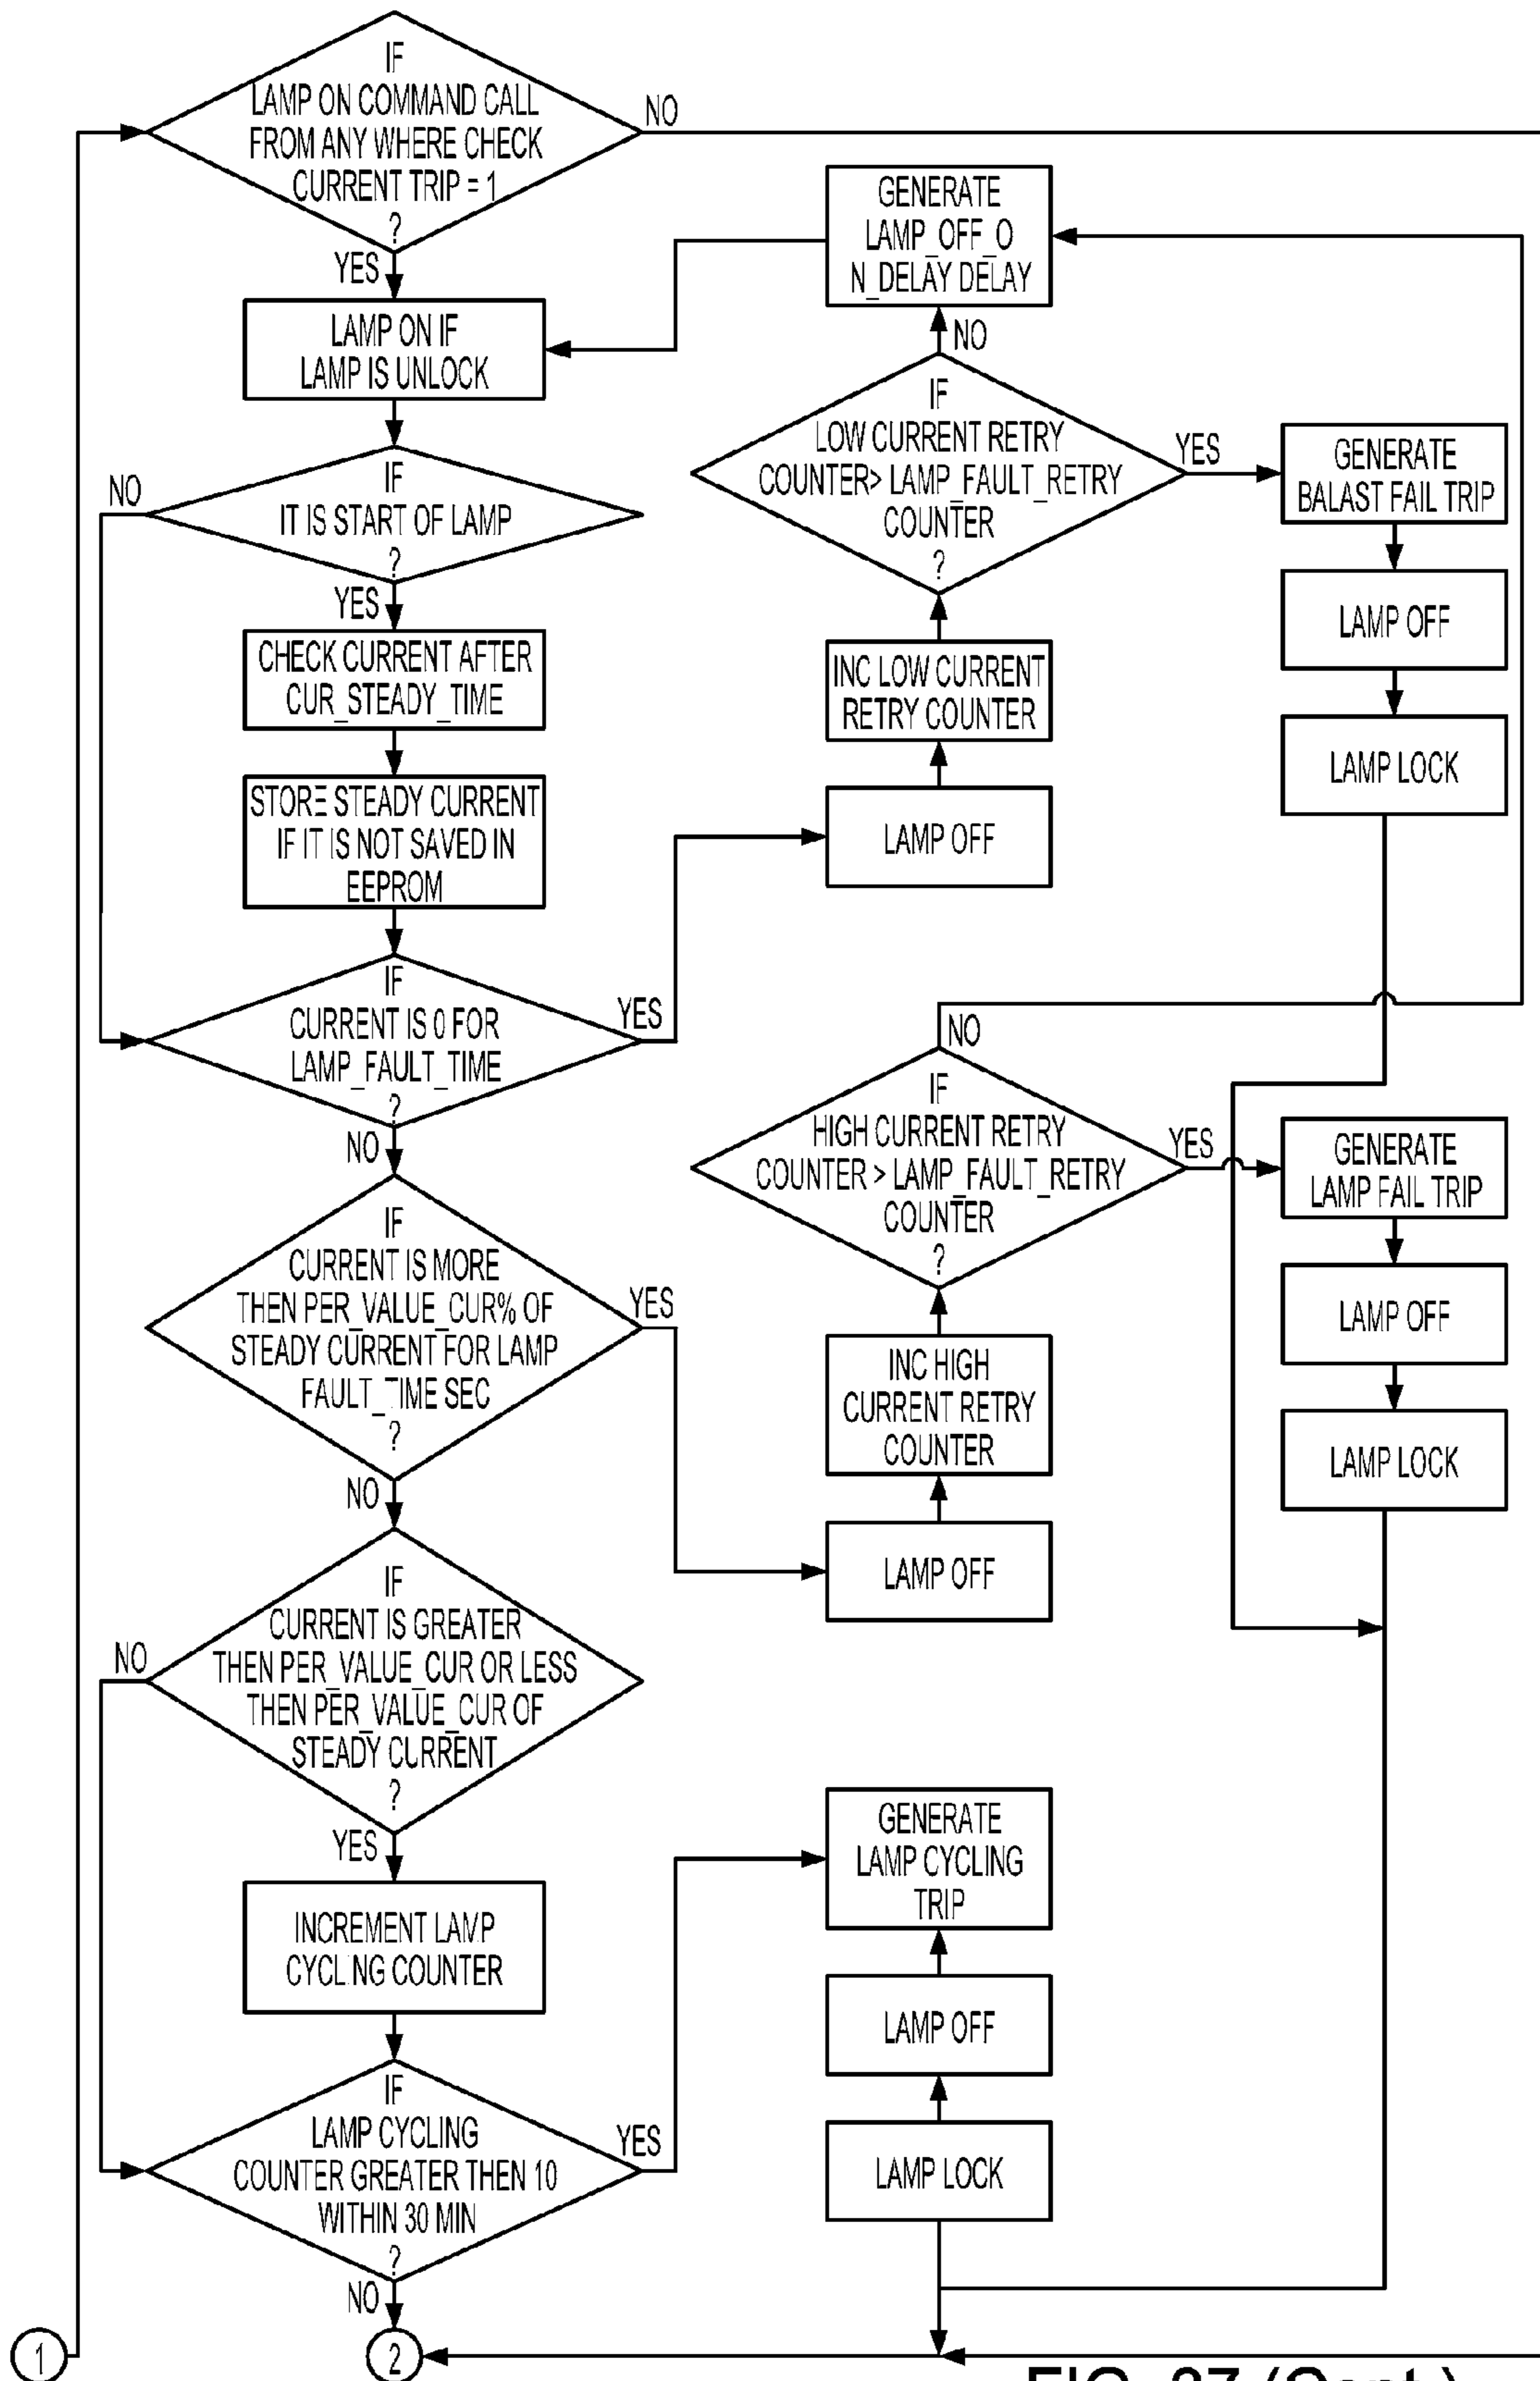 IF
LAMP ON COMMAND CALL
FROM ANY WHERE CHECK
CURRENT TRIP = 1
?
NO
YES
LAMP ON IF
LAMP IS UNLOCK
IF
IT IS START OF LAMP
?
NO
YES
CHECK CURRENT AFTER
CUR_STEADY_TIME
STORE STEADY CURRENT
IF IT IS NOT SAVED IN
EEPROM
IF
CURRENT IS 0 FOR
LAMP_FAULT_TIME
?
YES
NO
IF
CURRENT IS MORE
THEN PER_VALUE_CUR% OF
STEADY CURRENT FOR LAMP
FAULT_TIME SEC
?
YES
NO
IF
CURRENT IS GREATER
THEN PER_VALUE_CUR OR LESS
THEN PER_VALUE_CUR OF
STEADY CURRENT
?
NO
YES
INCREMENT LAMP
CYCLING COUNTER
IF
LAMP CYCLING
COUNTER GREATER THEN 10
WITHIN 30 MIN
?
YES
NO
1
2
GENERATE
LAMP_OFF_O
N_DELAY DELAY
NO
IF
LOW CURRENT RETRY
COUNTER> LAMP_FAULT_RETRY
COUNTER
?
YES
INC LOW CURRENT
RETRY COUNTER
LAMP OFF
GENERATE
BALAST FAIL TRIP
LAMP OFF
LAMP LOCK
NO
IF
HIGH CURRENT RETRY
COUNTER > LAMP_FAULT_RETRY
COUNTER
?
YES
INC HIGH
CURRENT RETRY
COUNTER
LAMP OFF
GENERATE
LAMP FAIL TRIP
LAMP OFF
LAMP LOCK
GENERATE
LAMP CYCLING
TRIP
LAMP OFF
LAMP LOCK